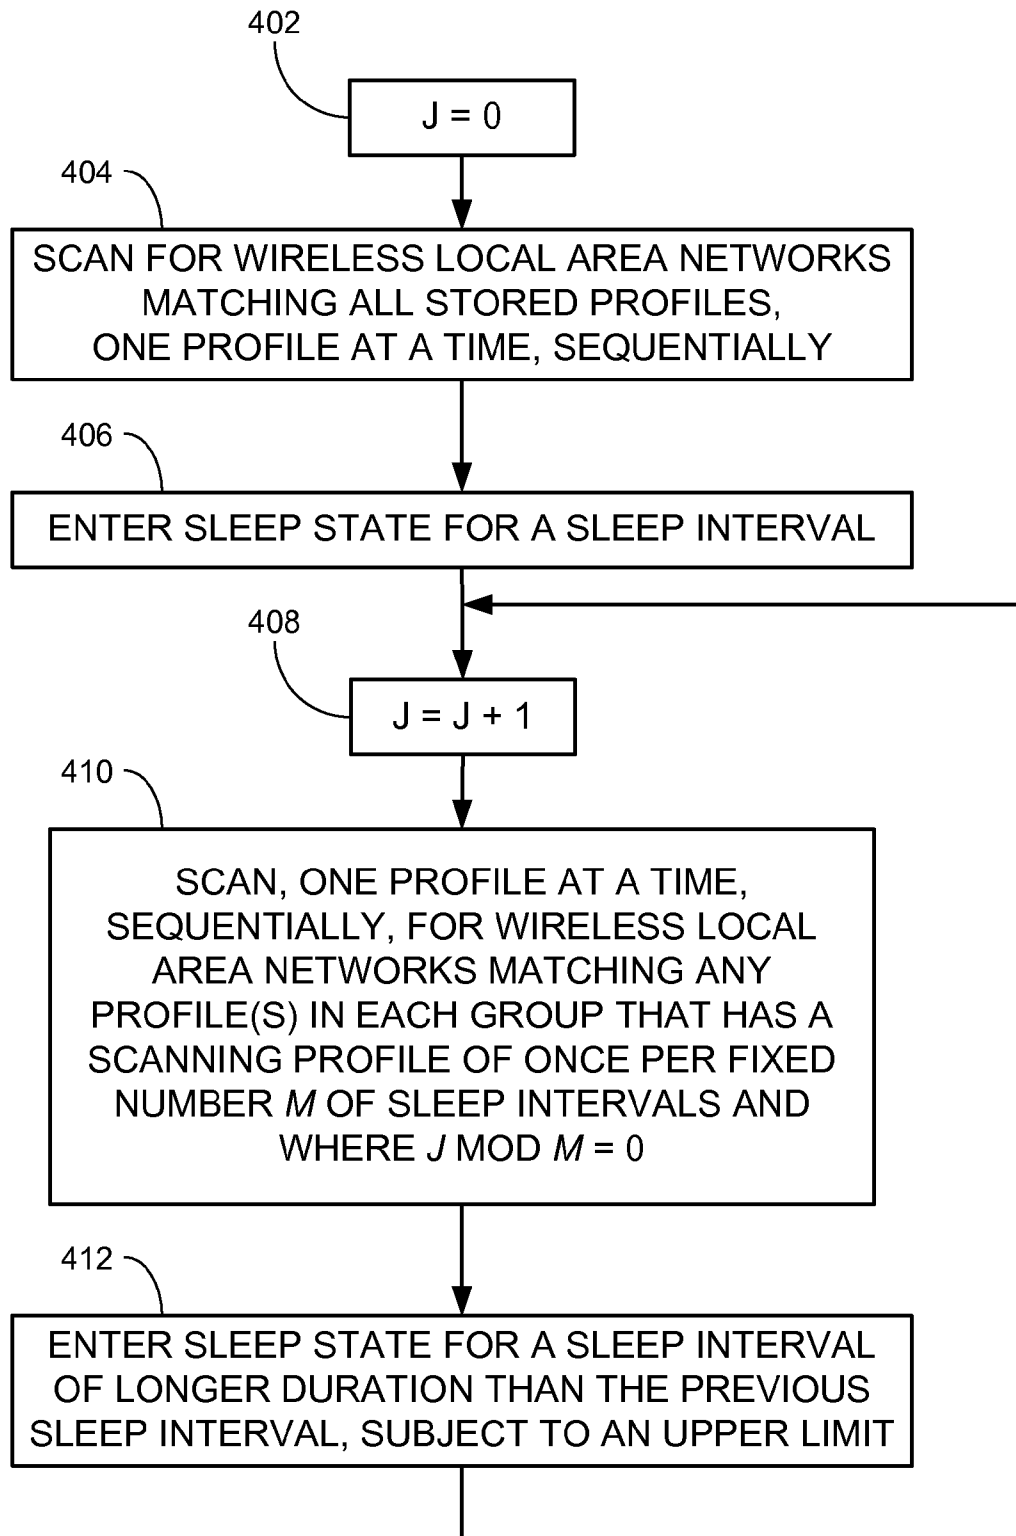 402
J = 0
404
SCAN FOR WIRELESS LOCAL AREA NETWORKS
MATCHING ALL STORED PROFILES,
ONE PROFILE AT A TIME, SEQUENTIALLY
406
ENTER SLEEP STATE FOR A SLEEP INTERVAL
408
J = J + 1
410
SCAN, ONE PROFILE AT A TIME,
SEQUENTIALLY, FOR WIRELESS LOCAL
AREA NETWORKS MATCHING ANY
PROFILE(S) IN EACH GROUP THAT HAS A
SCANNING PROFILE OF ONCE PER FIXED
NUMBER M OF SLEEP INTERVALS AND
WHERE J MOD M = 0
412
ENTER SLEEP STATE FOR A SLEEP INTERVAL
OF LONGER DURATION THAN THE PREVIOUS
SLEEP INTERVAL, SUBJECT TO AN UPPER LIMIT